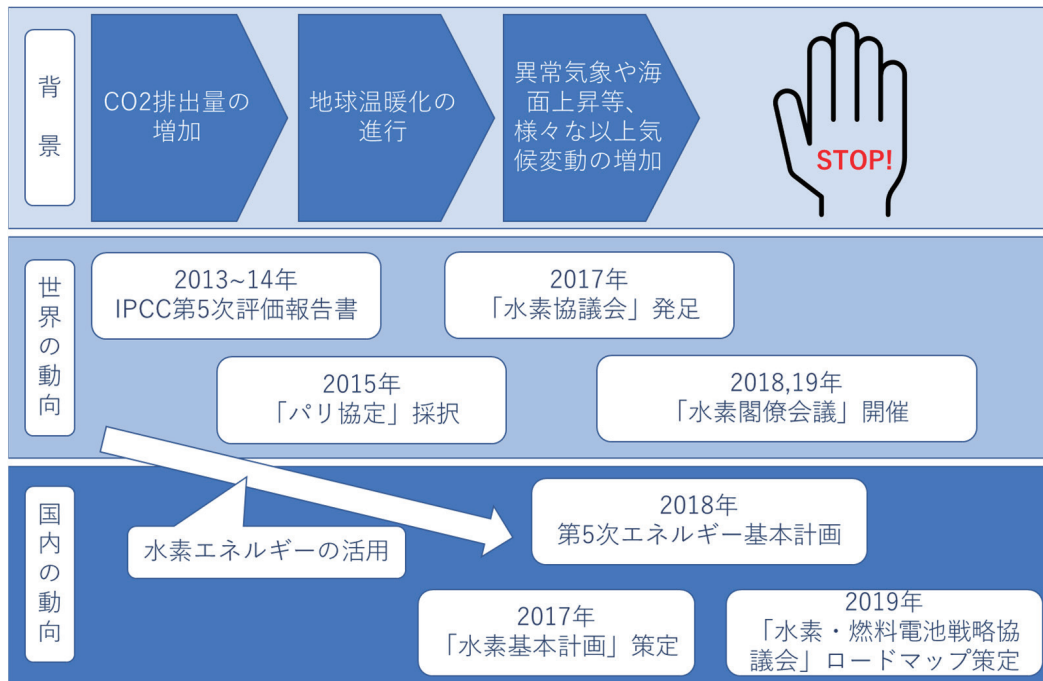 背景
CO2排出量の
増加
地球温暖化の
進行
異常気象や海
面上昇等、
様々な以上気
候変動の増加
STOP!
世界の動向
2013~14年
IPCC第5次評価報告書
2017年
「水素協議会」発足
2015年
「パリ協定」採択
2018,19年
「水素閣僚会議」開催
国内の動向
水素エネルギーの活用
2018年
第5次エネルギー基本計画
2017年
「水素基本計画」策定
2019年
「水素・燃料電池戦略協
議会」ロードマップ策定